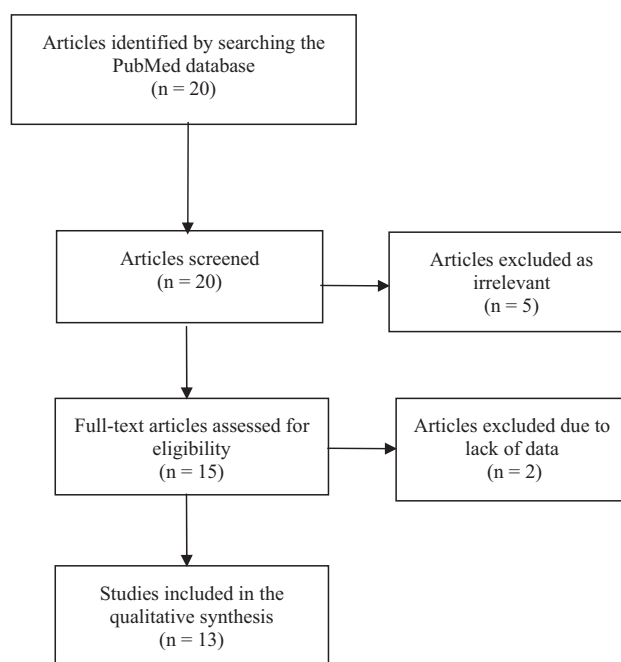 Articles identified by searching the
PubMed database
(n = 20)
Articles screened
(n = 20)
Articles excluded as
irrelevant
(n = 5)
Full-text articles assessed for
eligibility
(n = 15)
Articles excluded due to
lack of data
(n = 2)
Studies included in the
qualitative synthesis
(n = 13)